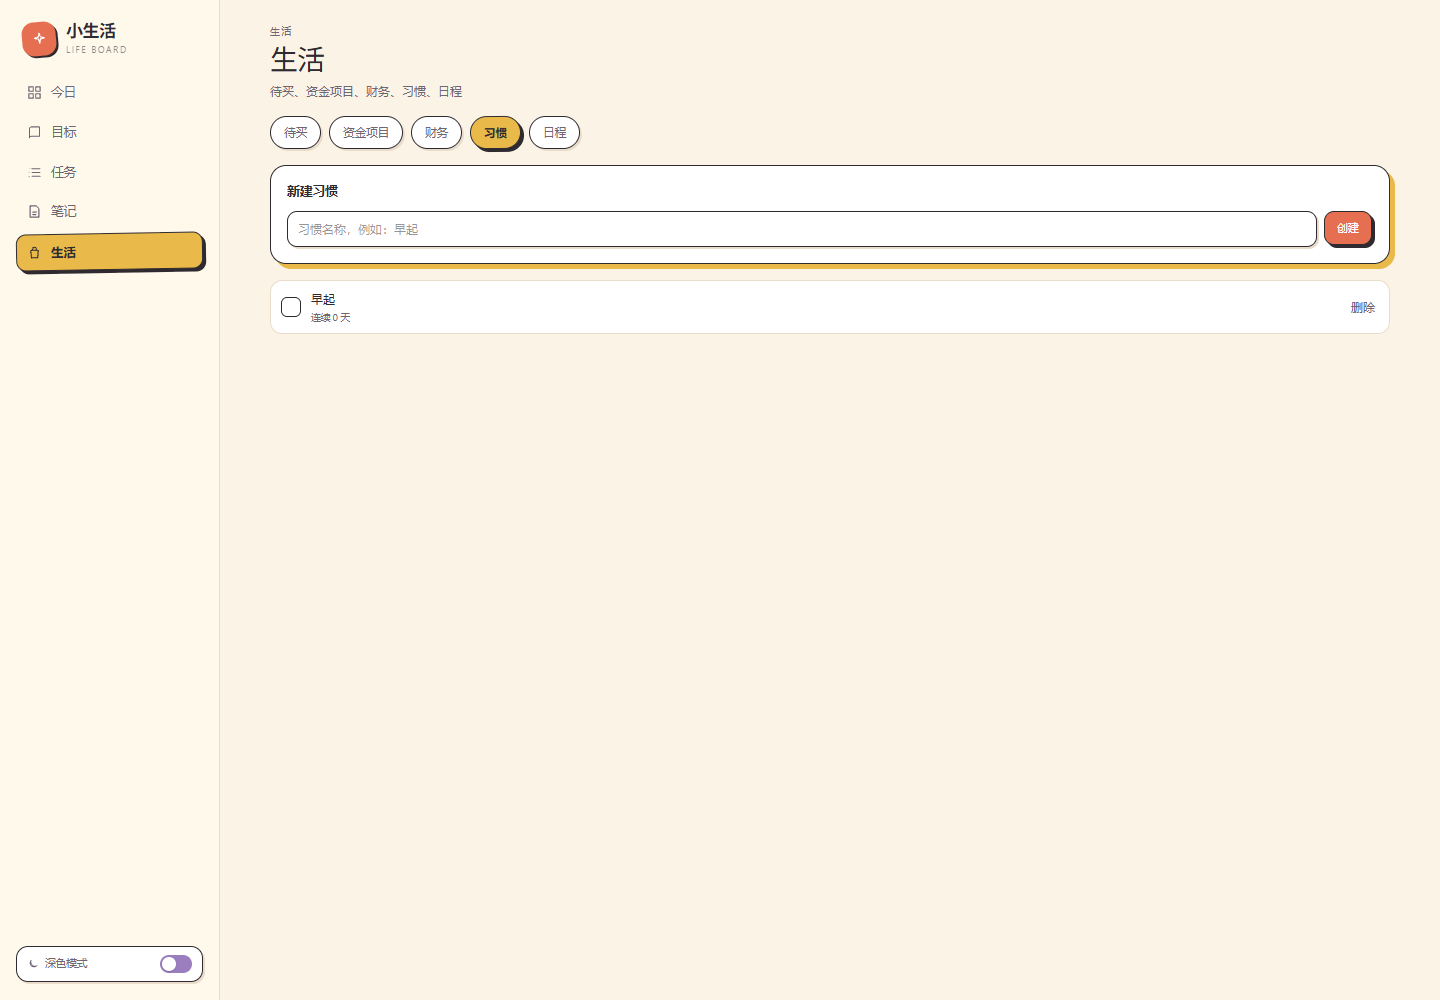 小生活
LIFE BOARD
今日
目标
任务
笔记
生活
深色模式
生活
生活
待买、资金项目、财务、习惯、日程
待买 资金项目 财务 习惯 日程
新建习惯
习惯名称，例如：早起 创建
早起
连续 0 天
删除